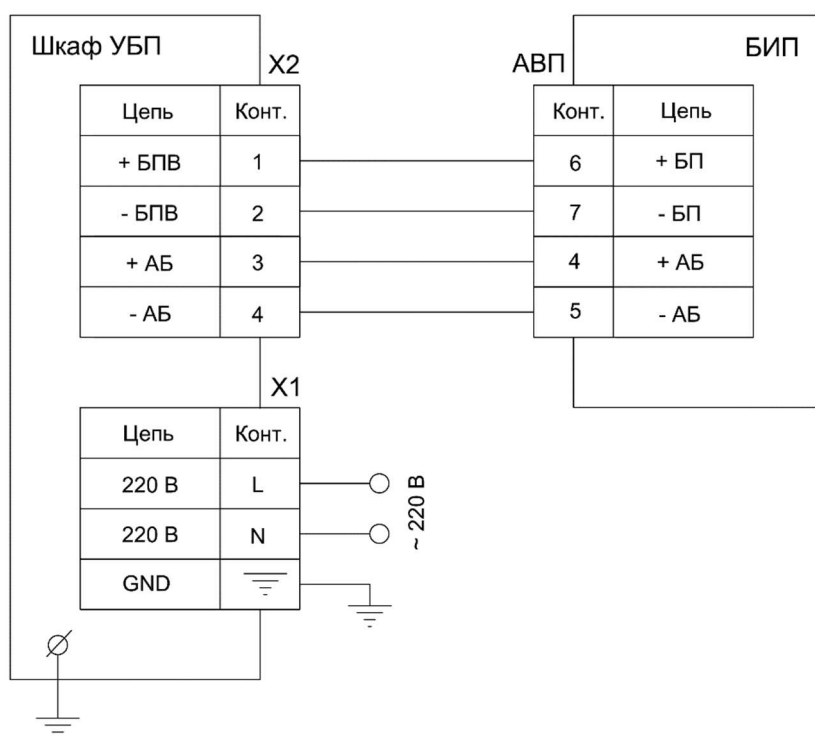 Шкаф УБП
X2
Цепь Конт.
+ БПВ 1
- БПВ 2
+ АБ 3
- АБ 4
АВП
БИП
Конт. Цепь
6 + БП
7 - БП
4 + АБ
5 - АБ
X1
Цепь Конт.
220 В L
220 В N
GND
~ 220 В